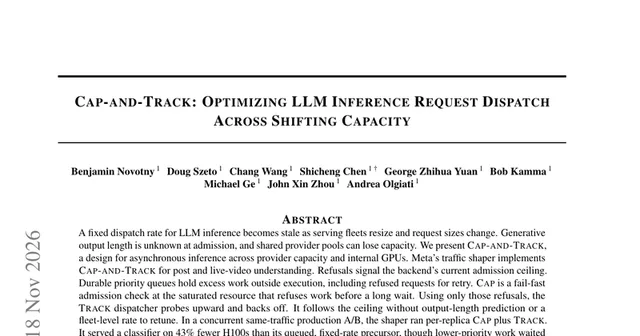 CAP-AND-TRACK: OPTIMIZING LLM INFERENCE REQUEST DISPATCH
ACROSS SHIFTING CAPACITY
Benjamin Novotny 1 Doug Szeto 1 Chang Wang 1 Shicheng Chen 1 † George Zhihua Yuan 1 Bob Kamma 1
Michael Ge 1 John Xin Zhou 1 Andrea Olgiati 1
ABSTRACT
A fixed dispatch rate for LLM inference becomes stale as serving fleets resize and request sizes change. Generative
output length is unknown at admission, and shared provider pools can lose capacity. We present CAP-AND-TRACK,
a design for asynchronous inference across provider capacity and internal GPUs. Meta's traffic shaper implements
CAP-AND-TRACK for post and live-video understanding. Refusals signal the backend's current admission ceiling.
Durable priority queues hold excess work outside execution, including refused requests for retry. CAP is a fail-fast
admission check at the saturated resource that refuses work before a long wait. Using only those refusals, the
TRACK dispatcher probes upward and backs off. It follows the ceiling without output-length prediction or a
fleet-level rate to retune. In a concurrent same-traffic production A/B, the shaper ran per-replica CAP plus TRACK.
It served a classifier on 43% fewer H100s than its queued, fixed-rate precursor, though lower-priority work waited
18 Nov 2026